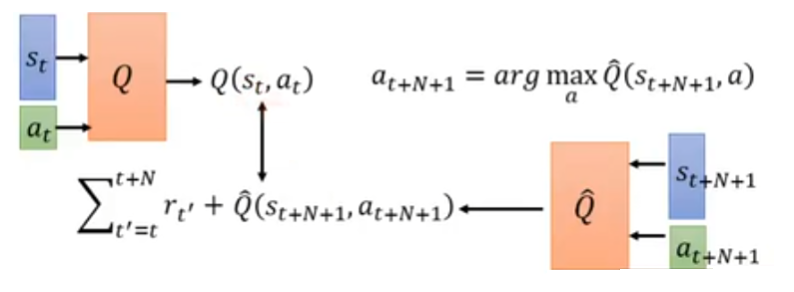 s_t
Q
Q(s_t, a_t)
a_{t+N+1} = arg max_a Q̂(s_{t+N+1}, a)
a_t
∑_{t'=t}^{t+N} r_{t'} + Q̂(s_{t+N+1}, a_{t+N+1})
Q̂
s_{t+N+1}
a_{t+N+1}